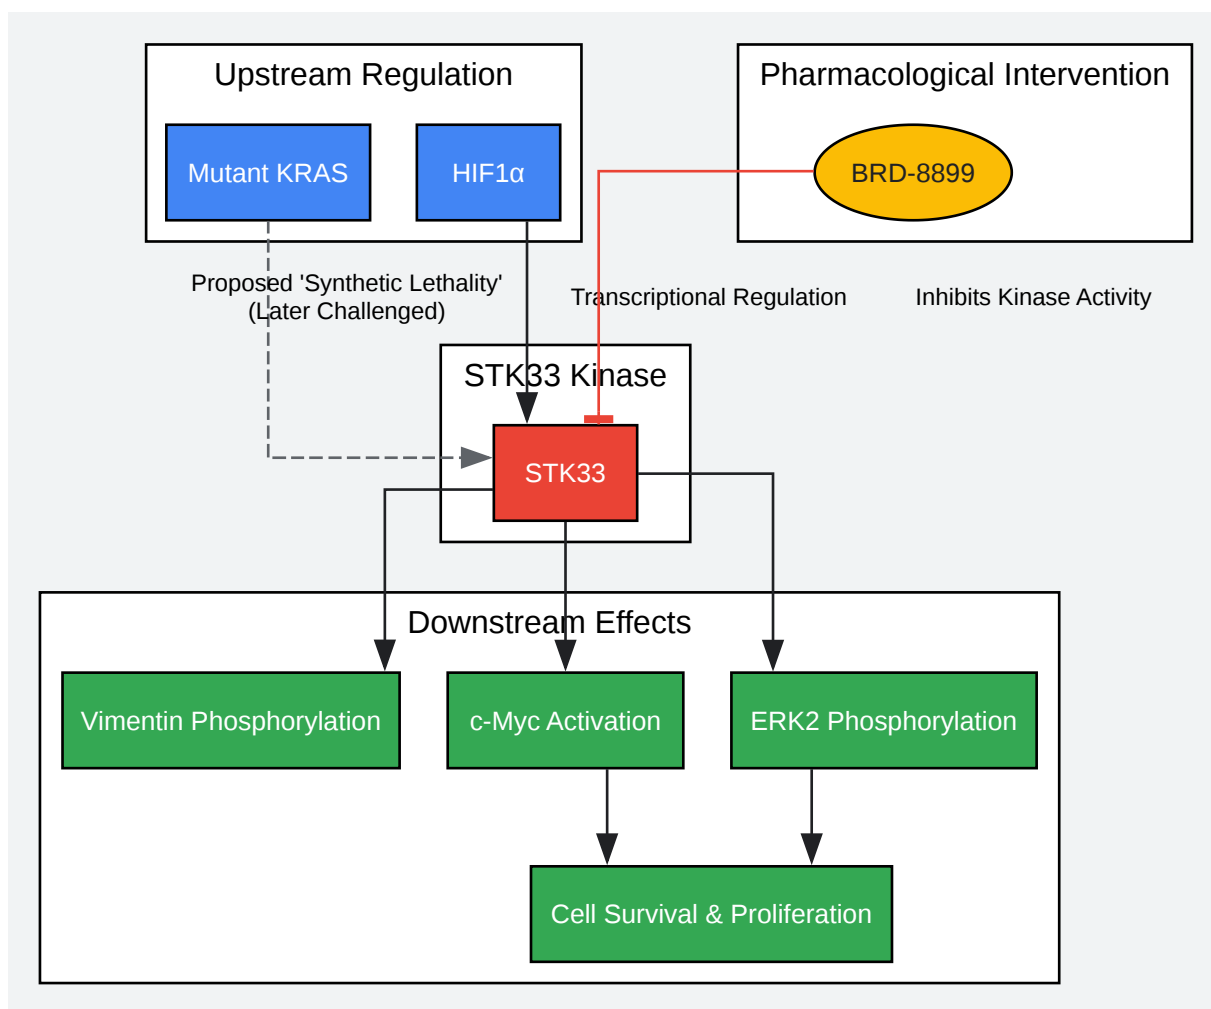 Upstream Regulation
Pharmacological Intervention
Mutant KRAS
HIF1α
BRD-8899
Proposed 'Synthetic Lethality'
(Later Challenged)
Transcriptional Regulation
Inhibits Kinase Activity
STK33 Kinase
STK33
Downstream Effects
Vimentin Phosphorylation
c-Myc Activation
ERK2 Phosphorylation
Cell Survival & Proliferation